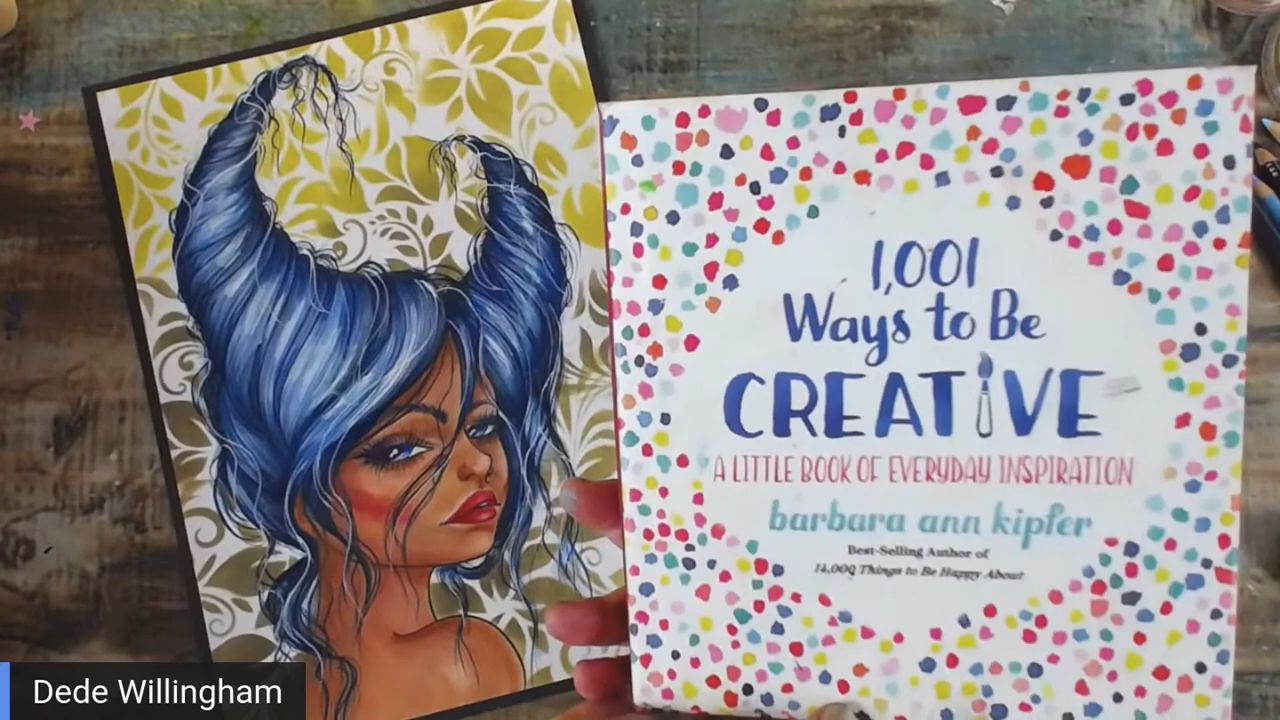 1,001
Ways to Be
CREATIVE
A LITTLE BOOK OF EVERYDAY INSPIRATION
barbara ann kipfer
Best-Selling Author of
14,000 Things to Be Happy About
Dede Willingham